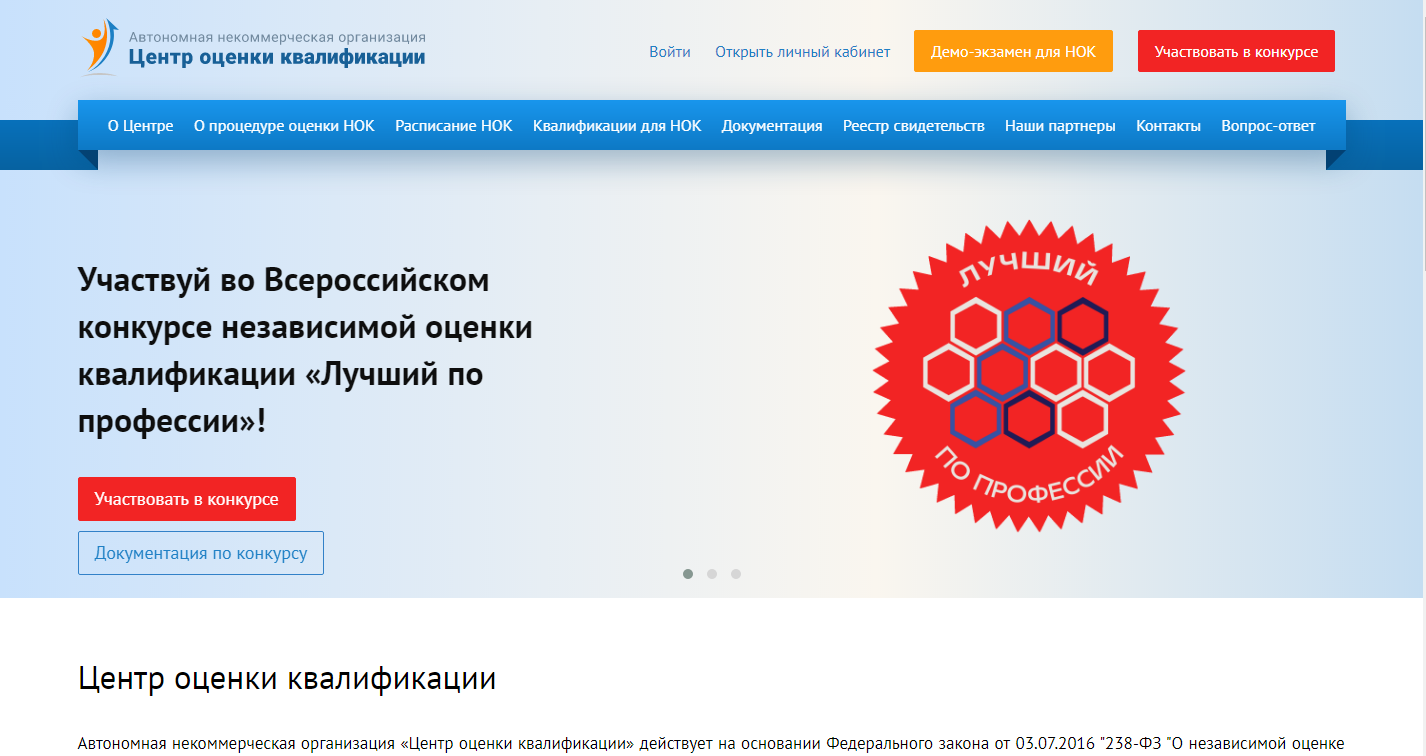 Автономная некоммерческая организация
Центр оценки квалификации
Войти
Открыть личный кабинет
Демо-экзамен для НОК
Участвовать в конкурсе
О Центре
О процедуре оценки НОК
Расписание НОК
Квалификации для НОК
Документация
Реестр свидетельств
Наши партнеры
Контакты
Вопрос-ответ
Участвуй во Всероссийском
конкурсе независимой оценки
квалификации «Лучший по
профессии»!
ЛУЧШИЙ
ПО ПРОФЕССИИ
Участвовать в конкурсе
Документация по конкурсу
Центр оценки квалификации
Автономная некоммерческая организация «Центр оценки квалификации» действует на основании Федерального закона от 03.07.2016 "238-ФЗ "О независимой оценке